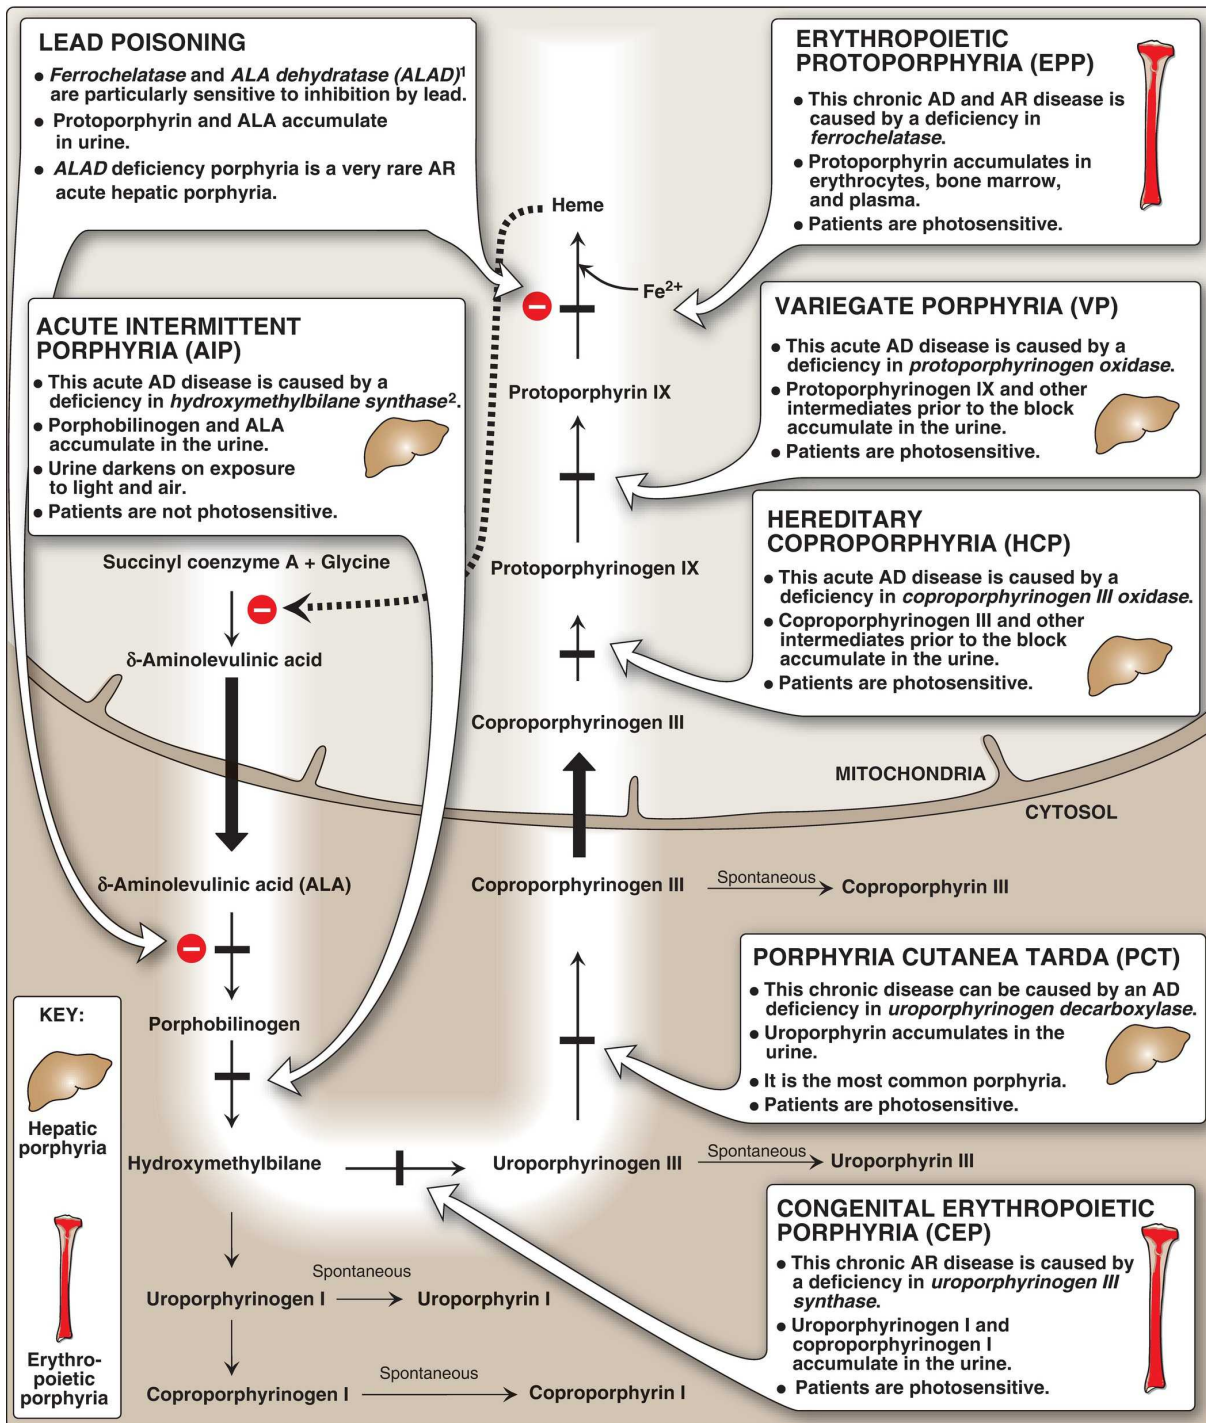 LEAD POISONING
• Ferrochelatase and ALA dehydratase (ALAD)¹
are particularly sensitive to inhibition by lead.
• Protoporphyrin and ALA accumulate
in urine.
• ALAD deficiency porphyria is a very rare AR
acute hepatic porphyria.
ERYTHROPOIETIC
PROTOPORPHYRIA (EPP)
• This chronic AD and AR disease is
caused by a deficiency in
ferrochelatase.
• Protoporphyrin accumulates in
erythrocytes, bone marrow,
and plasma.
• Patients are photosensitive.
Heme
Fe²⁺
ACUTE INTERMITTENT
PORPHYRIA (AIP)
• This acute AD disease is caused by a
deficiency in hydroxymethylbilane synthase².
• Porphobilinogen and ALA
accumulate in the urine.
• Urine darkens on exposure
to light and air.
• Patients are not photosensitive.
VARIEGATE PORPHYRIA (VP)
• This acute AD disease is caused by a
deficiency in protoporphyrinogen oxidase.
• Protoporphyrinogen IX and other
intermediates prior to the block
accumulate in the urine.
• Patients are photosensitive.
Protoporphyrin IX
HEREDITARY
COPROPORPHYRIA (HCP)
• This acute AD disease is caused by a
deficiency in coproporphyrinogen III oxidase.
• Coproporphyrinogen III and other
intermediates prior to the block
accumulate in the urine.
• Patients are photosensitive.
Succinyl coenzyme A + Glycine
Protoporphyrinogen IX
δ-Aminolevulinic acid
Coproporphyrinogen III
MITOCHONDRIA
CYTOSOL
δ-Aminolevulinic acid (ALA)
Coproporphyrinogen III
Spontaneous
Coproporphyrin III
PORPHYRIA CUTANEA TARDA (PCT)
• This chronic disease can be caused by an AD
deficiency in uroporphyrinogen decarboxylase.
• Uroporphyrin accumulates in the
urine.
• It is the most common porphyria.
• Patients are photosensitive.
KEY:
Hepatic
porphyria
Erythro-
poietic
porphyria
Porphobilinogen
Hydroxymethylbilane
Uroporphyrinogen III
Spontaneous
Uroporphyrin III
CONGENITAL ERYTHROPOIETIC
PORPHYRIA (CEP)
• This chronic AR disease is caused by
a deficiency in uroporphyrinogen III
synthase.
• Uroporphyrinogen I and
coproporphyrinogen I
accumulate in the urine.
• Patients are photosensitive.
Uroporphyrinogen I
Spontaneous
Uroporphyrin I
Coproporphyrinogen I
Spontaneous
Coproporphyrin I